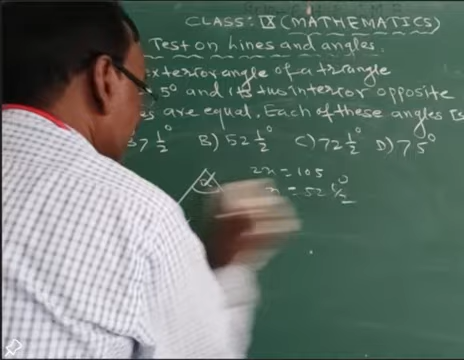 CLASS: IX (MATHEMATICS)
Test on Lines and angles.
exterior angle of a triangle
5° and its two interior opposite
es are equal. Each of these angles is
37 1/2° B) 52 1/2° C) 72 1/2° D) 75°
2x = 105
x = 52 1/2°
x